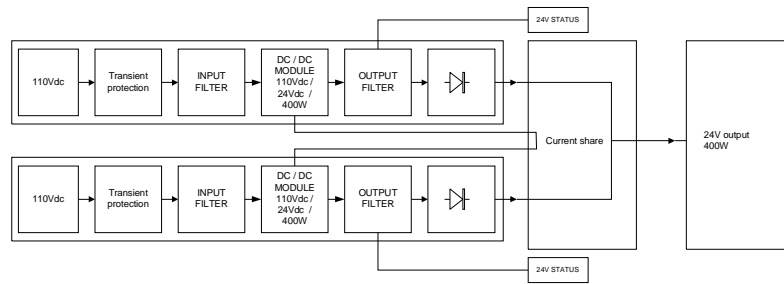 24V STATUS
110Vdc
Transient
protection
INPUT
FILTER
DC / DC
MODULE
110Vdc /
24Vdc /
400W
OUTPUT
FILTER
Current share
24V output
400W
110Vdc
Transient
protection
INPUT
FILTER
DC / DC
MODULE
110Vdc /
24Vdc /
400W
OUTPUT
FILTER
24V STATUS